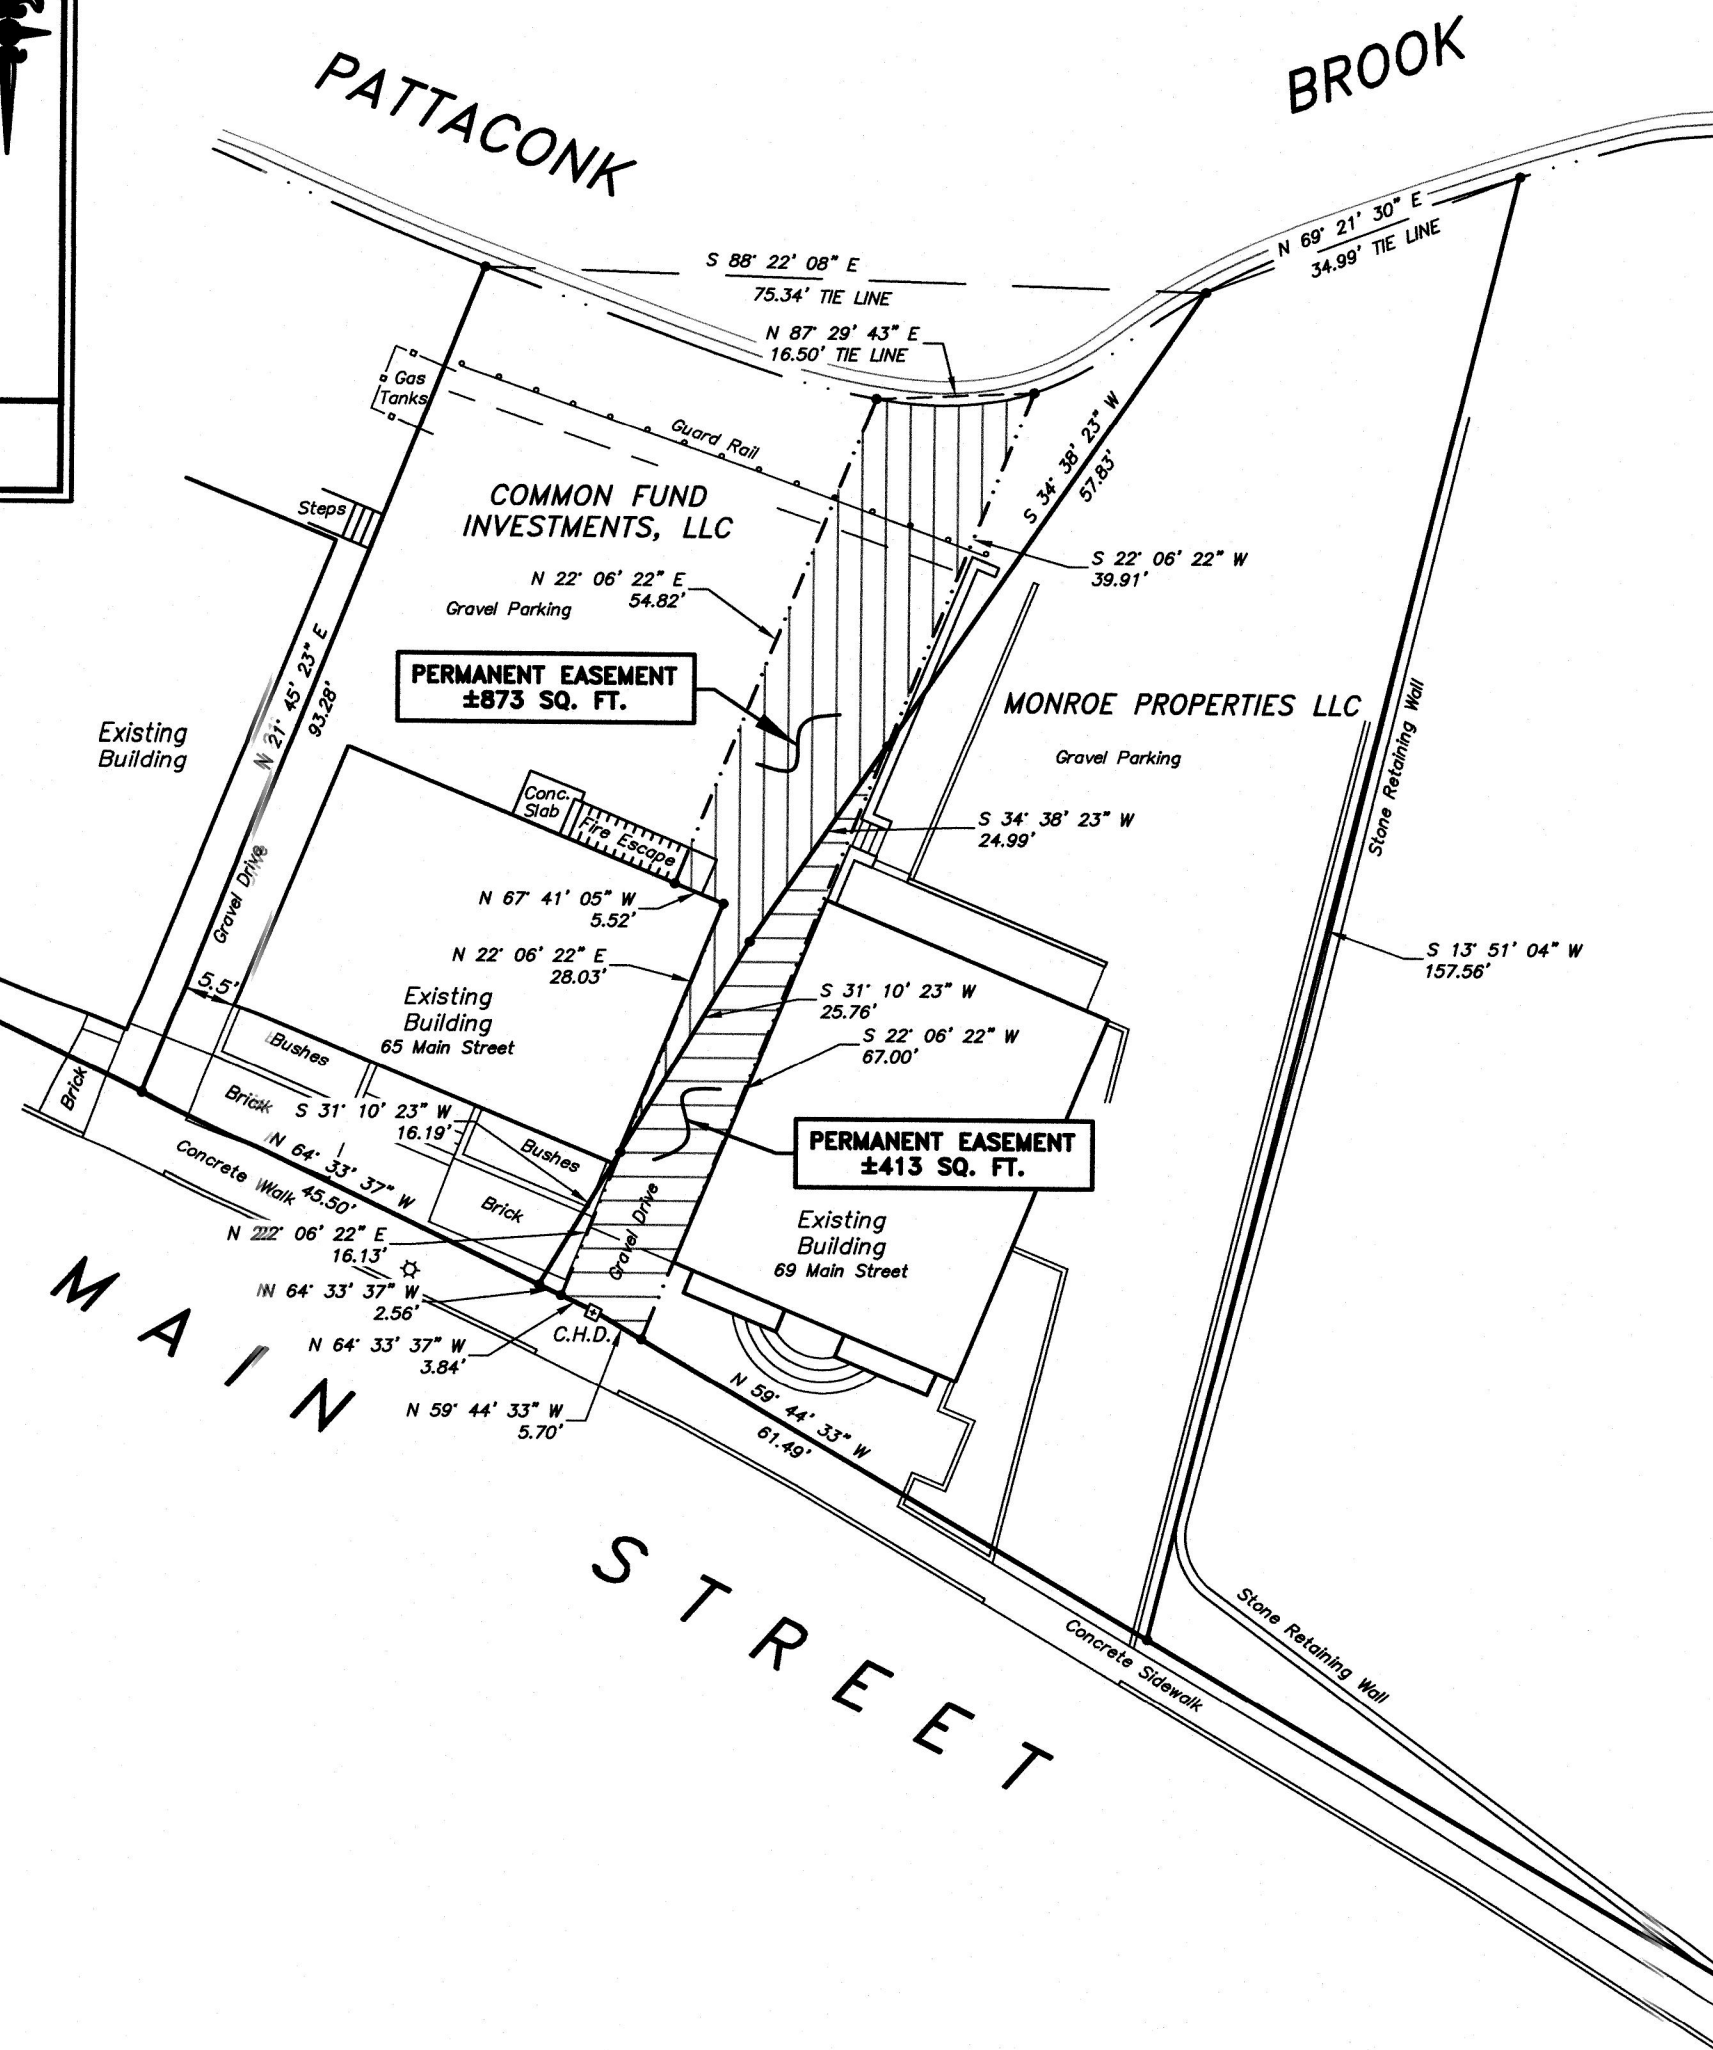 PATTACONK
BROOK
N 69° 21' 30" E
34.99' TIE LINE
S 88° 22' 08" E
75.34' TIE LINE
N 87° 29' 43" E
16.50' TIE LINE
Gas
Tanks
Guard Rail
S 34° 38' 23" W
57.83'
Steps
COMMON FUND
INVESTMENTS, LLC
N 22° 06' 22" E
54.82'
Gravel Parking
S 22° 06' 22" W
39.91'
PERMANENT EASEMENT
±873 SQ. FT.
N 21° 45' 23" E
93.28'
Existing
Building
MONROE PROPERTIES LLC
Gravel Parking
Stone Retaining Wall
Conc.
Slab
Fire Escape
S 34° 38' 23" W
24.99'
Gravel Drive
N 67° 41' 05" W
5.52'
N 22° 06' 22" E
28.03'
S 13° 51' 04" W
157.56'
5.5'
Existing
Building
65 Main Street
S 31° 10' 23" W
25.76'
S 22° 06' 22" W
67.00'
Bushes
Brick
Brick
S 31° 10' 23" W
16.19'
Bushes
PERMANENT EASEMENT
±413 SQ. FT.
N 64° 33' 37" W
45.50'
Concrete Walk
Brick
Gravel Drive
N 22° 06' 22" E
16.13'
Existing
Building
69 Main Street
N 64° 33' 37" W
2.56'
C.H.D.
N 64° 33' 37" W
3.84'
N 59° 44' 33" W
5.70'
N 59° 44' 33" W
61.49'
MAIN STREET
Concrete Sidewalk
Stone Retaining Wall